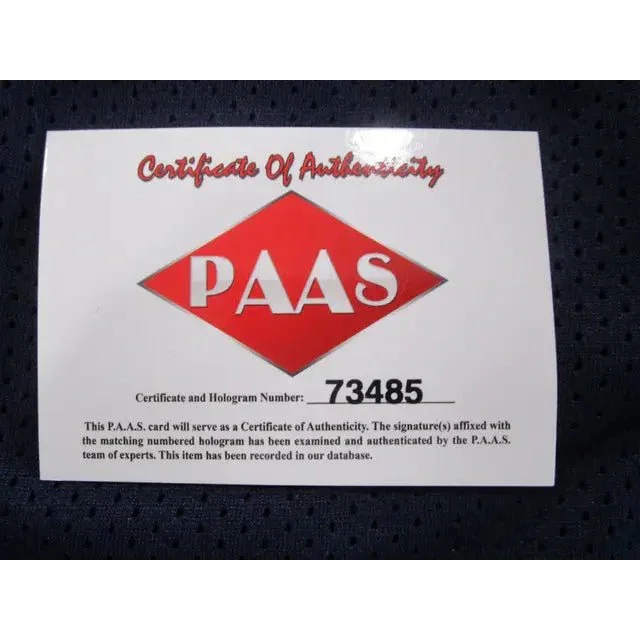 Certificate Of Authenticity
PAAS
Certificate and Hologram Number: 73485
This P.A.A.S. card will serve as a Certificate of Authenticity. The signature(s) affixed with
the matching numbered hologram has been examined and authenticated by the P.A.A.S.
team of experts. This item has been recorded in our database.